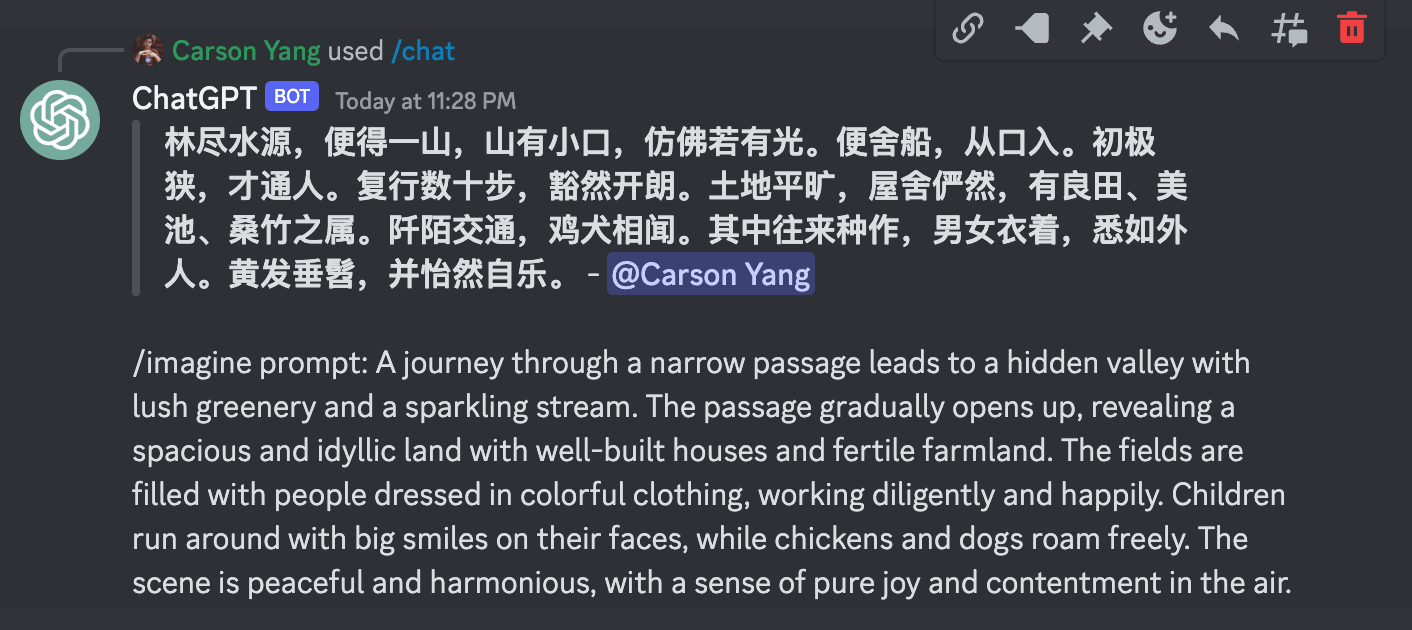 Carson Yang used /chat
ChatGPT BOT Today at 11:28 PM
林尽水源，便得一山，山有小口，仿佛若有光。便舍船，从口入。初极
狭，才通人。复行数十步，豁然开朗。土地平旷，屋舍俨然，有良田、美
池、桑竹之属。阡陌交通，鸡犬相闻。其中往来种作，男女衣着，悉如外
人。黄发垂髫，并怡然自乐。 - @Carson Yang
/imagine prompt: A journey through a narrow passage leads to a hidden valley with
lush greenery and a sparkling stream. The passage gradually opens up, revealing a
spacious and idyllic land with well-built houses and fertile farmland. The fields are
filled with people dressed in colorful clothing, working diligently and happily. Children
run around with big smiles on their faces, while chickens and dogs roam freely. The
scene is peaceful and harmonious, with a sense of pure joy and contentment in the air.